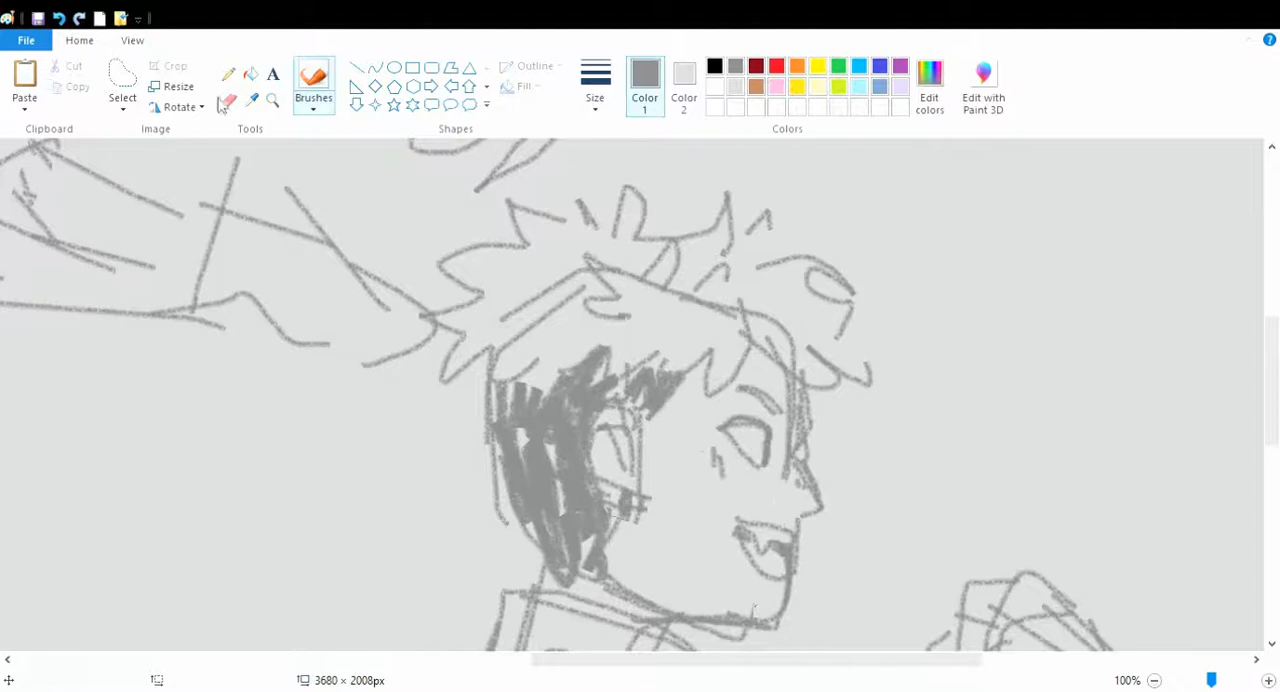 File Home View
Cut
Copy
Paste
Clipboard
Select
Crop
Resize
Rotate
Image
A
Tools
Brushes
Outline
Fill
Shapes
Size
Color 1
Color 2
Edit colors
Edit with Paint 3D
Colors
3680 × 2008px
100%